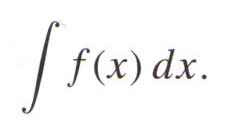 ∫ f(x) dx.